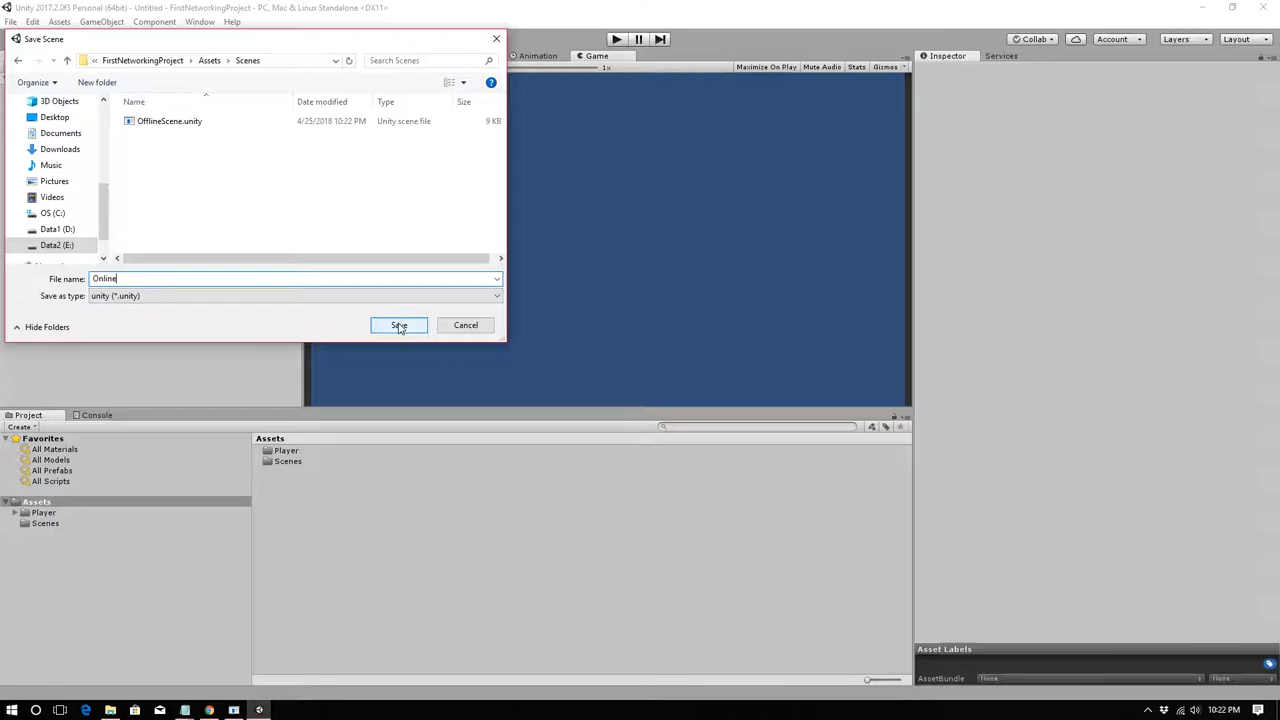 Unity 2017.2.0f3 Personal (64bit) - Untitled - FirstNetworkingProject - PC, Mac & Linux Standalone <DX11>
File Edit Assets GameObject Component Window Help
Save Scene
Collab Account Layers Layout
FirstNetworkingProject Assets Scenes Search Scenes
Animation Game
Inspector Services
1x Maximize On Play Mute Audio Stats Gizmos
Organize New folder
Name Date modified Type Size
3D Objects
Desktop
Documents
Downloads
Music
Pictures
Videos
OS (C:)
Data1 (D:)
Data2 (E:)
OfflineScene.unity 4/25/2018 10:22 PM Unity scene file 9 KB
File name: Online
Save as type: unity (*.unity)
Hide Folders Save Cancel
Project Console
Create
Favorites
All Materials
All Models
All Prefabs
All Scripts
Assets
Player
Scenes
Assets
Player
Scenes
Asset Labels
AssetBundle None None
10:22 PM